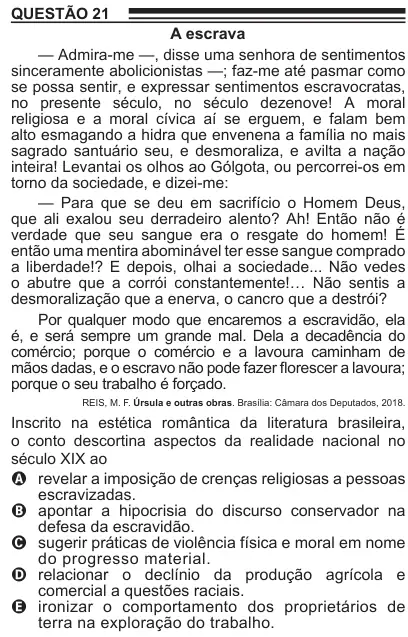 QUESTÃO 21
A escrava
— Admira-me —, disse uma senhora de sentimentos
sinceramente abolicionistas —; faz-me até pasmar como
se possa sentir, e expressar sentimentos escravocratas,
no presente século, no século dezenove! A moral
religiosa e a moral cívica aí se erguem, e falam bem
alto esmagando a hidra que envenena a família no mais
sagrado santuário seu, e desmoraliza, e avilta a nação
inteira! Levantai os olhos ao Gólgota, ou percorrei-os em
torno da sociedade, e dizei-me:
— Para que se deu em sacrifício o Homem Deus,
que ali exalou seu derradeiro alento? Ah! Então não é
verdade que seu sangue era o resgate do homem! É
então uma mentira abominável ter esse sangue comprado
a liberdade!? E depois, olhai a sociedade... Não vedes
o abutre que a corrói constantemente!… Não sentis a
desmoralização que a enerva, o cancro que a destrói?
Por qualquer modo que encaremos a escravidão, ela
é, e será sempre um grande mal. Dela a decadência do
comércio; porque o comércio e a lavoura caminham de
mãos dadas, e o escravo não pode fazer florescer a lavoura;
porque o seu trabalho é forçado.
REIS, M. F. Úrsula e outras obras. Brasília: Câmara dos Deputados, 2018.
Inscrito na estética romântica da literatura brasileira,
o conto descortina aspectos da realidade nacional no
século XIX ao
A revelar a imposição de crenças religiosas a pessoas
escravizadas.
B apontar a hipocrisia do discurso conservador na
defesa da escravidão.
C sugerir práticas de violência física e moral em nome
do progresso material.
D relacionar o declínio da produção agrícola e
comercial a questões raciais.
E ironizar o comportamento dos proprietários de
terra na exploração do trabalho.